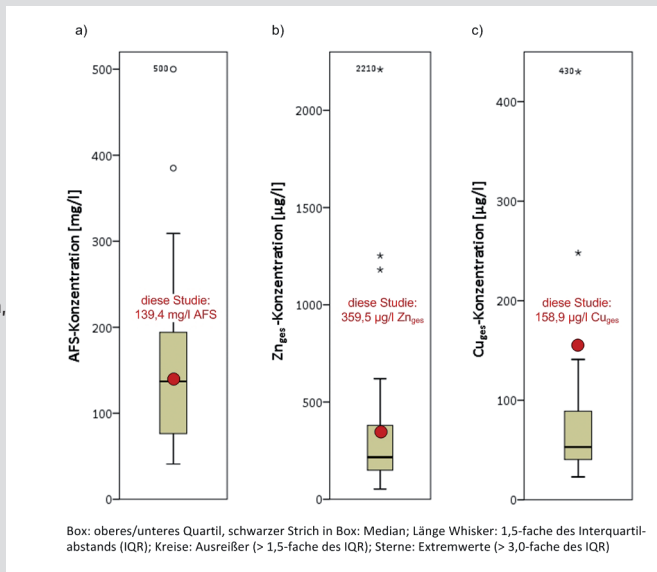 a)
AFS-Konzentration [mg/l]
500
400
300
200
100
0
500
diese Studie:
139,4 mg/l AFS
b)
Znges -Konzentration [µg/l]
2000
1500
1000
500
0
2210
diese Studie:
359,5 µg/l Znges
c)
Cuges-Konzentration [µg/l]
400
300
200
100
0
430
diese Studie:
158,9 µg/l Cuges
Box: oberes/unteres Quartil, schwarzer Strich in Box: Median; Länge Whisker: 1,5-fache des Interquartil-
abstands (IQR); Kreise: Ausreißer (> 1,5-fache des IQR); Sterne: Extremwerte (> 3,0-fache des IQR)